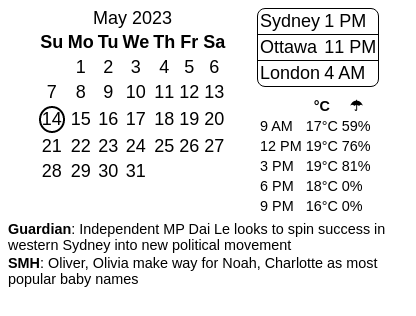 May 2023
Su Mo Tu We Th Fr Sa
1 2 3 4 5 6
7 8 9 10 11 12 13
14 15 16 17 18 19 20
21 22 23 24 25 26 27
28 29 30 31
Sydney 1 PM
Ottawa 11 PM
London 4 AM
°C ☂
9 AM 17°C 59%
12 PM 19°C 76%
3 PM 19°C 81%
6 PM 18°C 0%
9 PM 16°C 0%
Guardian: Independent MP Dai Le looks to spin success in
western Sydney into new political movement
SMH: Oliver, Olivia make way for Noah, Charlotte as most
popular baby names